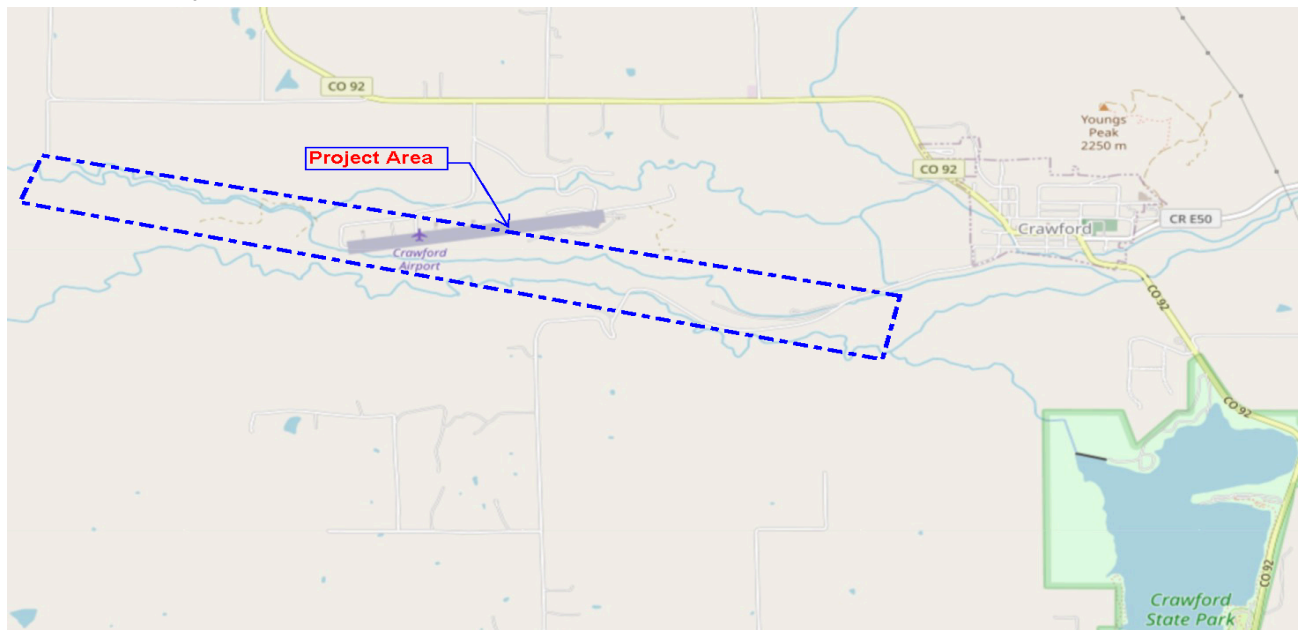 CO 92
Youngs
Peak
2250 m
Project Area
CO 92
CR E50
Crawford
Crawford
Airport
CO 92
CO 92
CO 92
Crawford
State Park